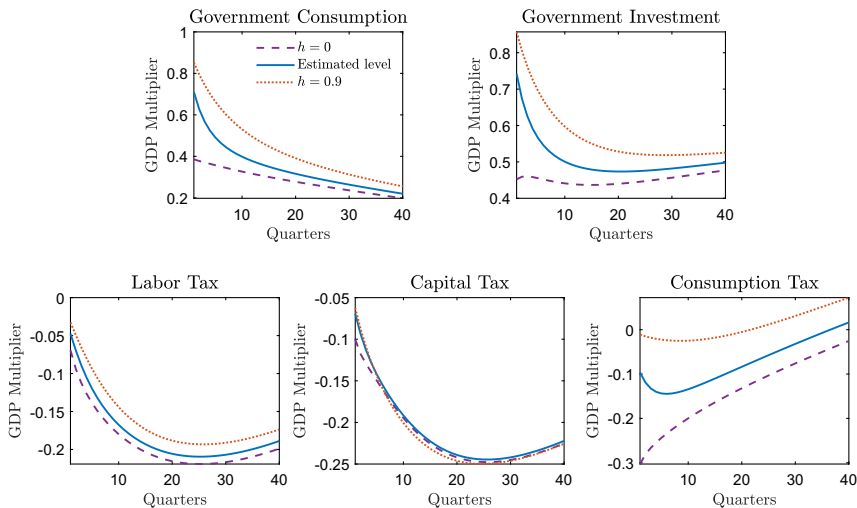 Government Consumption
GDP Multiplier
1
0.8
0.6
0.4
0.2
h = 0
Estimated level
h = 0.9
10
20
30
40
Quarters
Government Investment
GDP Multiplier
0.8
0.7
0.6
0.5
0.4
10
20
30
40
Quarters
Labor Tax
GDP Multiplier
0
-0.05
-0.1
-0.15
-0.2
10
20
30
40
Quarters
Capital Tax
GDP Multiplier
-0.05
-0.1
-0.15
-0.2
-0.25
10
20
30
40
Quarters
Consumption Tax
GDP Multiplier
0
-0.1
-0.2
-0.3
10
20
30
40
Quarters